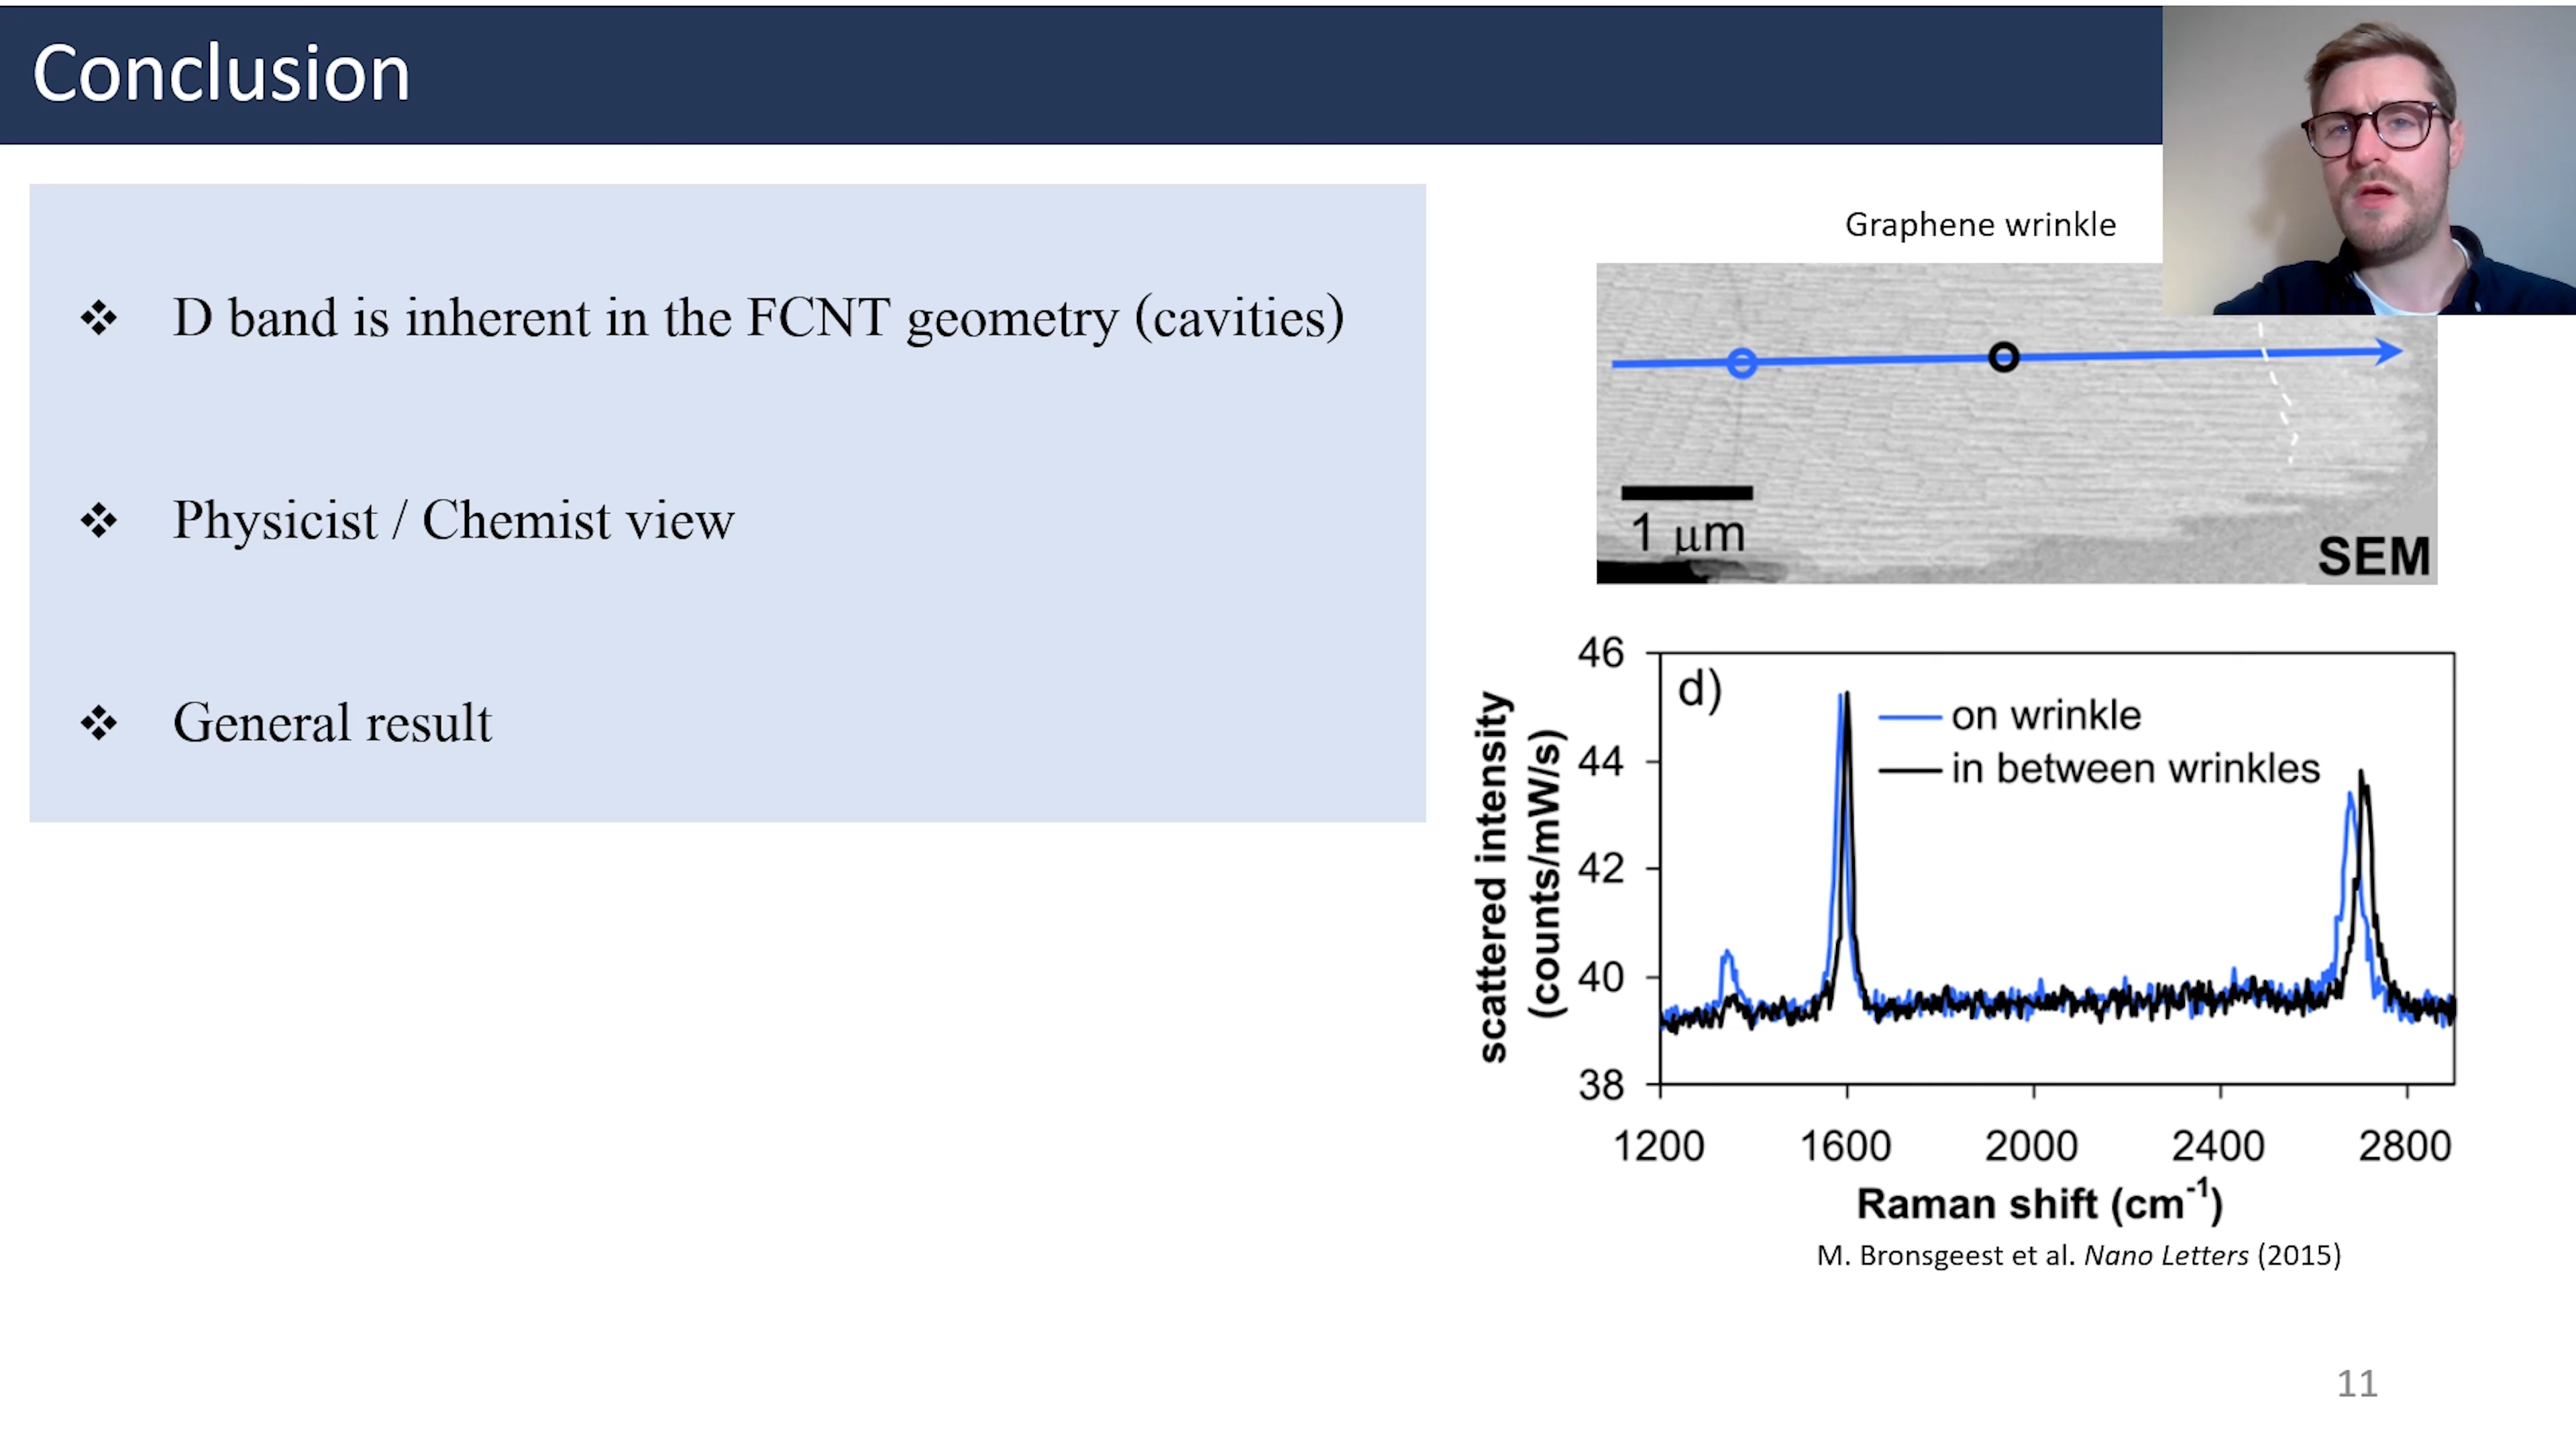 Conclusion
❖ D band is inherent in the FCNT geometry (cavities)
❖ Physicist / Chemist view
❖ General result
Graphene wrinkle
1 μm
SEM
46
44
42
40
38
d)
on wrinkle
in between wrinkles
scattered intensity
(counts/mW/s)
1200 1600 2000 2400 2800
Raman shift (cm⁻¹)
M. Bronsgeest et al. Nano Letters (2015)
11